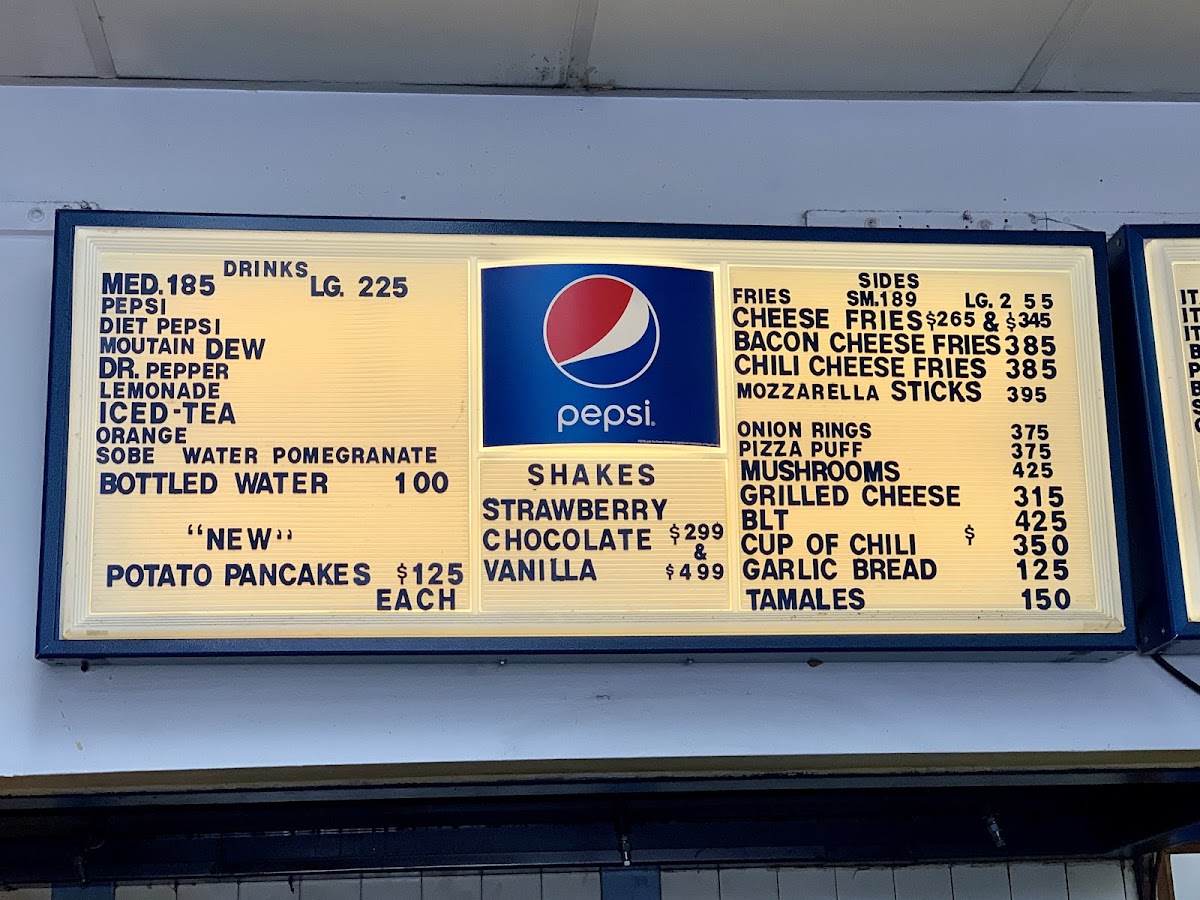 DRINKS
MED. 185 LG. 225
PEPSI
DIET PEPSI
MOUTAIN DEW
DR. PEPPER
LEMONADE
ICED-TEA
ORANGE
SOBE WATER POMEGRANATE
BOTTLED WATER 100
"NEW"
POTATO PANCAKES $125
EACH
pepsi
SHAKES
STRAWBERRY
CHOCOLATE $299
&
VANILLA $499
SIDES
FRIES SM.189 LG. 2 55
CHEESE FRIES $265 & $345
BACON CHEESE FRIES 385
CHILI CHEESE FRIES 385
MOZZARELLA STICKS 395
ONION RINGS 375
PIZZA PUFF 375
MUSHROOMS 425
GRILLED CHEESE 315
BLT $ 425
CUP OF CHILI 350
GARLIC BREAD 125
TAMALES 150